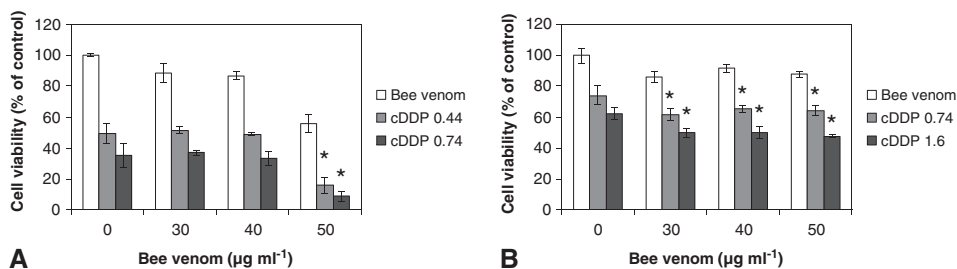 120
100
80
60
40
20
0
Cell viability (% of control)
0 30 40 50
Bee venom (µg ml-1)
* *
Bee venom
cDDP 0.44
cDDP 0.74
A
120
100
80
60
40
20
0
Cell viability (% of control)
0 30 40 50
Bee venom (µg ml-1)
* * * * * *
Bee venom
cDDP 0.74
cDDP 1.6
B